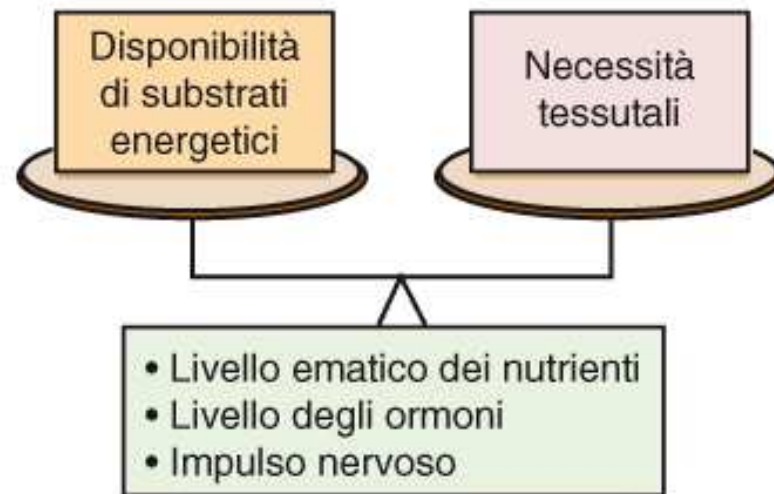 Disponibilità
di substrati
energetici
Necessità
tessutali
• Livello ematico dei nutrienti
• Livello degli ormoni
• Impulso nervoso